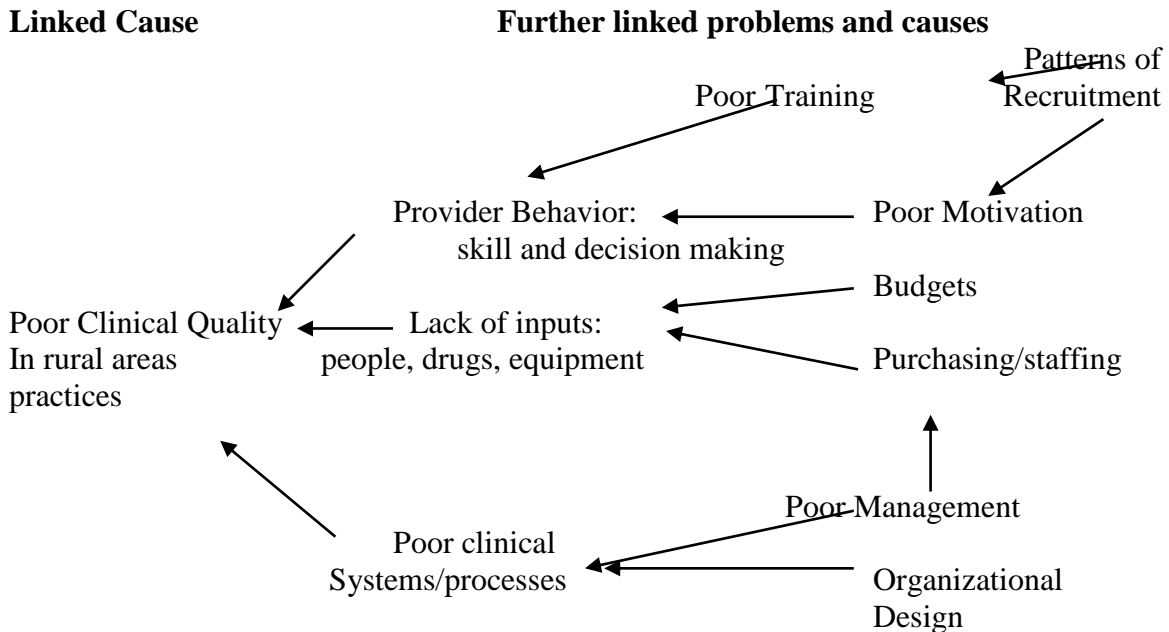 Linked Cause
Further linked problems and causes
Patterns of
Recruitment
Poor Training
Provider Behavior:
skill and decision making
Poor Motivation
Budgets
Poor Clinical Quality
In rural areas
practices
Lack of inputs:
people, drugs, equipment
Purchasing/staffing
Poor Management
Poor clinical
Systems/processes
Organizational
Design